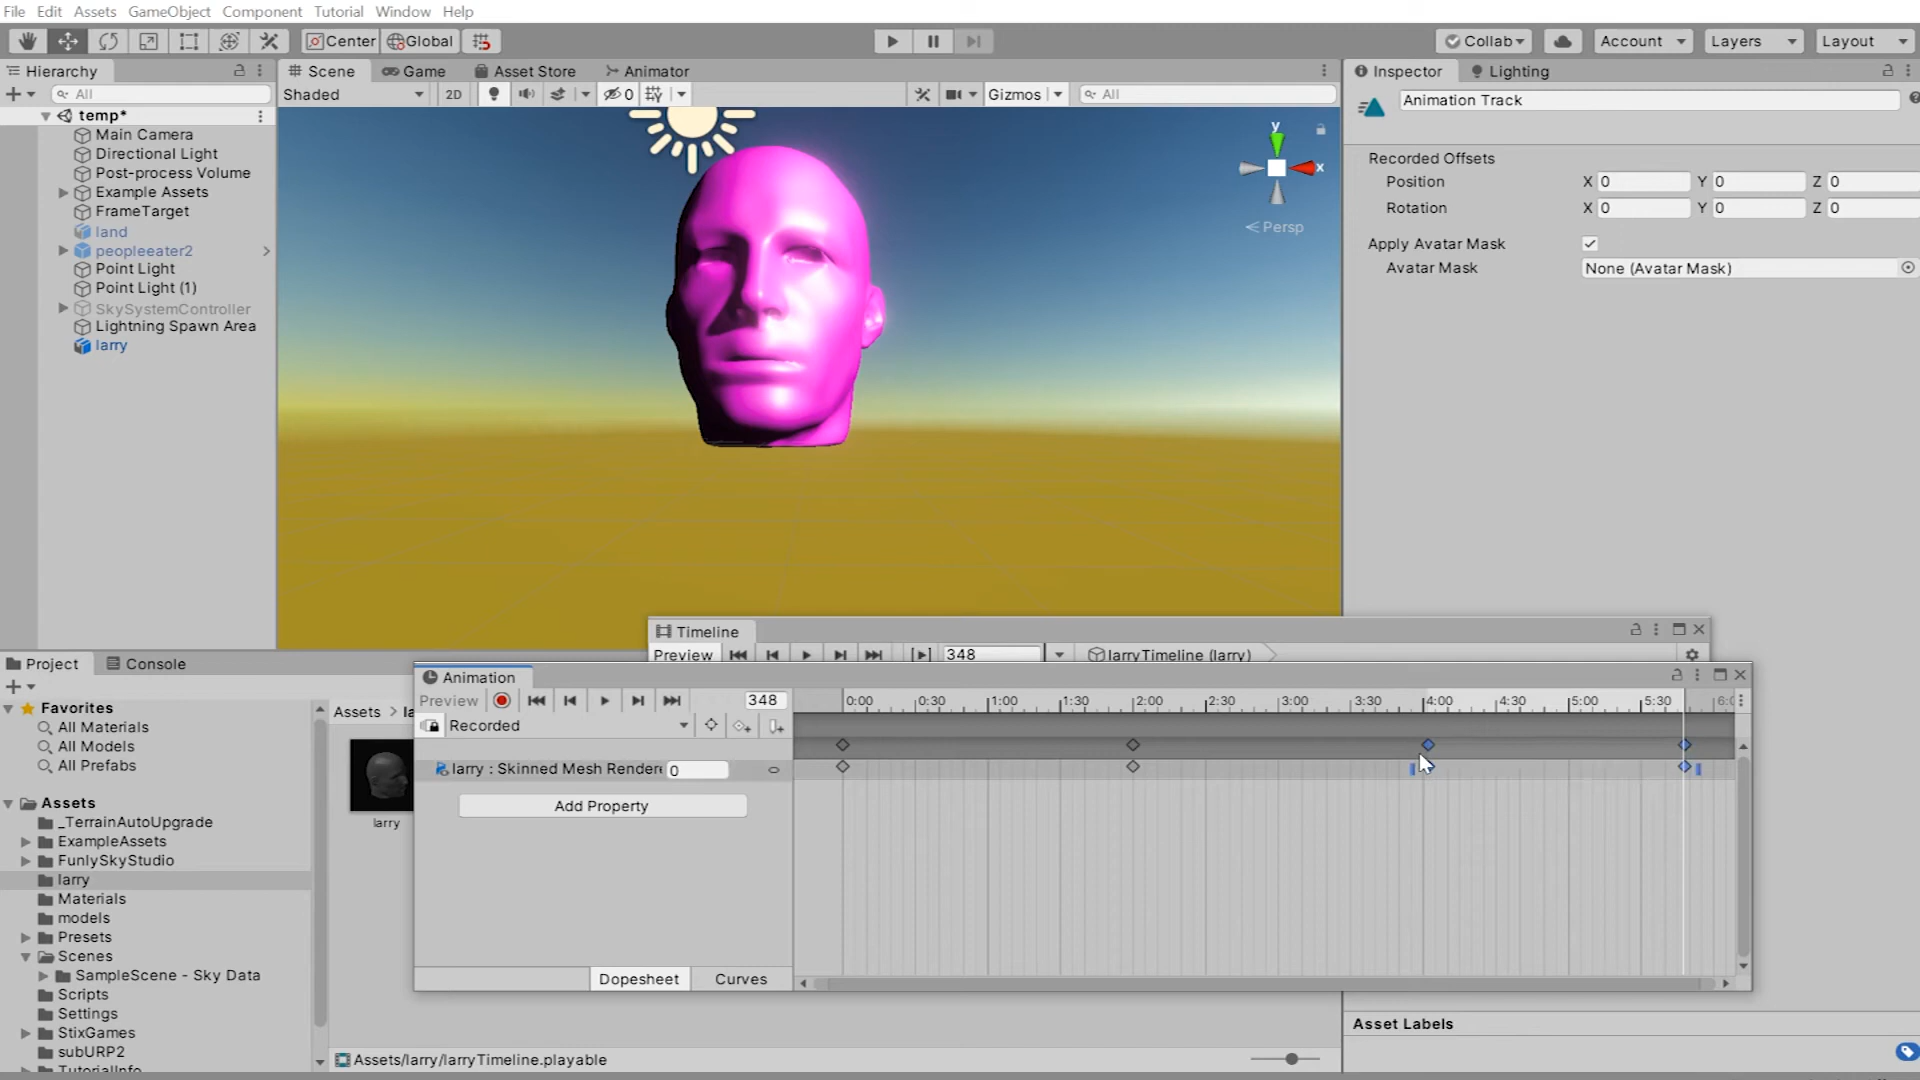 File Edit Assets GameObject Component Tutorial Window Help
Center Global Collab Account Layers Layout
Hierarchy
All
temp*
Main Camera
Directional Light
Post-process Volume
Example Assets
FrameTarget
land
peopleeater2
Point Light
Point Light (1)
SkySystemController
Lightning Spawn Area
larry
Scene Game Asset Store Animator
Shaded 2D 0 Gizmos All
y
x
Persp
Inspector Lighting
Animation Track
Recorded Offsets
Position X 0 Y 0 Z 0
Rotation X 0 Y 0 Z 0
Apply Avatar Mask
Avatar Mask None (Avatar Mask)
Timeline
Preview 348 larryTimeline (larry)
Project Console
Favorites
All Materials
All Models
All Prefabs
Assets
_TerrainAutoUpgrade
ExampleAssets
FunlySkyStudio
larry
Materials
models
Presets
Scenes
SampleScene - Sky Data
Scripts
Settings
StixGames
subURP2
TutorialInfo
Assets > la
larry
Assets/larry/larryTimeline.playable
Animation
Preview 348 0:00 0:30 1:00 1:30 2:00 2:30 3:00 3:30 4:00 4:30 5:00 5:30 6:0
Recorded
larry : Skinned Mesh Rendere 0
Add Property
Dopesheet Curves
Asset Labels